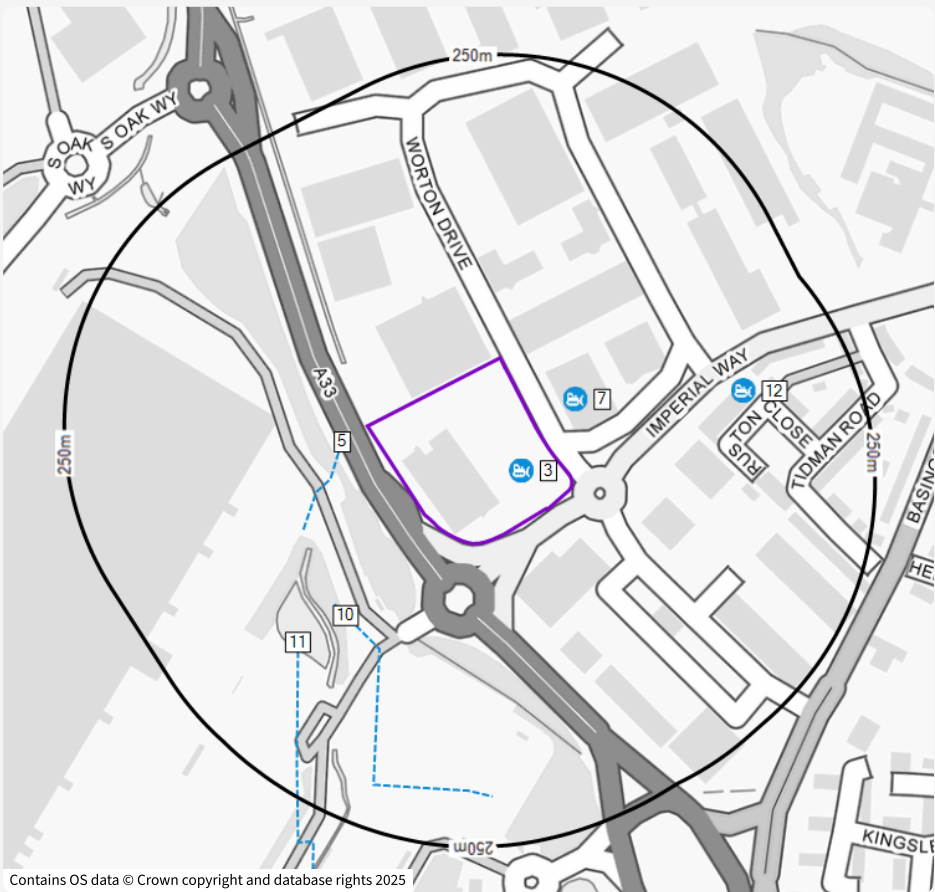 250m
S OAK WY
S OAK
WY
WORTON DRIVE
A33
IMPERIAL WAY
7
12
RUSTON CLOSE
TIDMAN ROAD
5
3
250m
250m
BASING
HE
10
11
250m
KINGSLE
Contains OS data © Crown copyright and database rights 2025